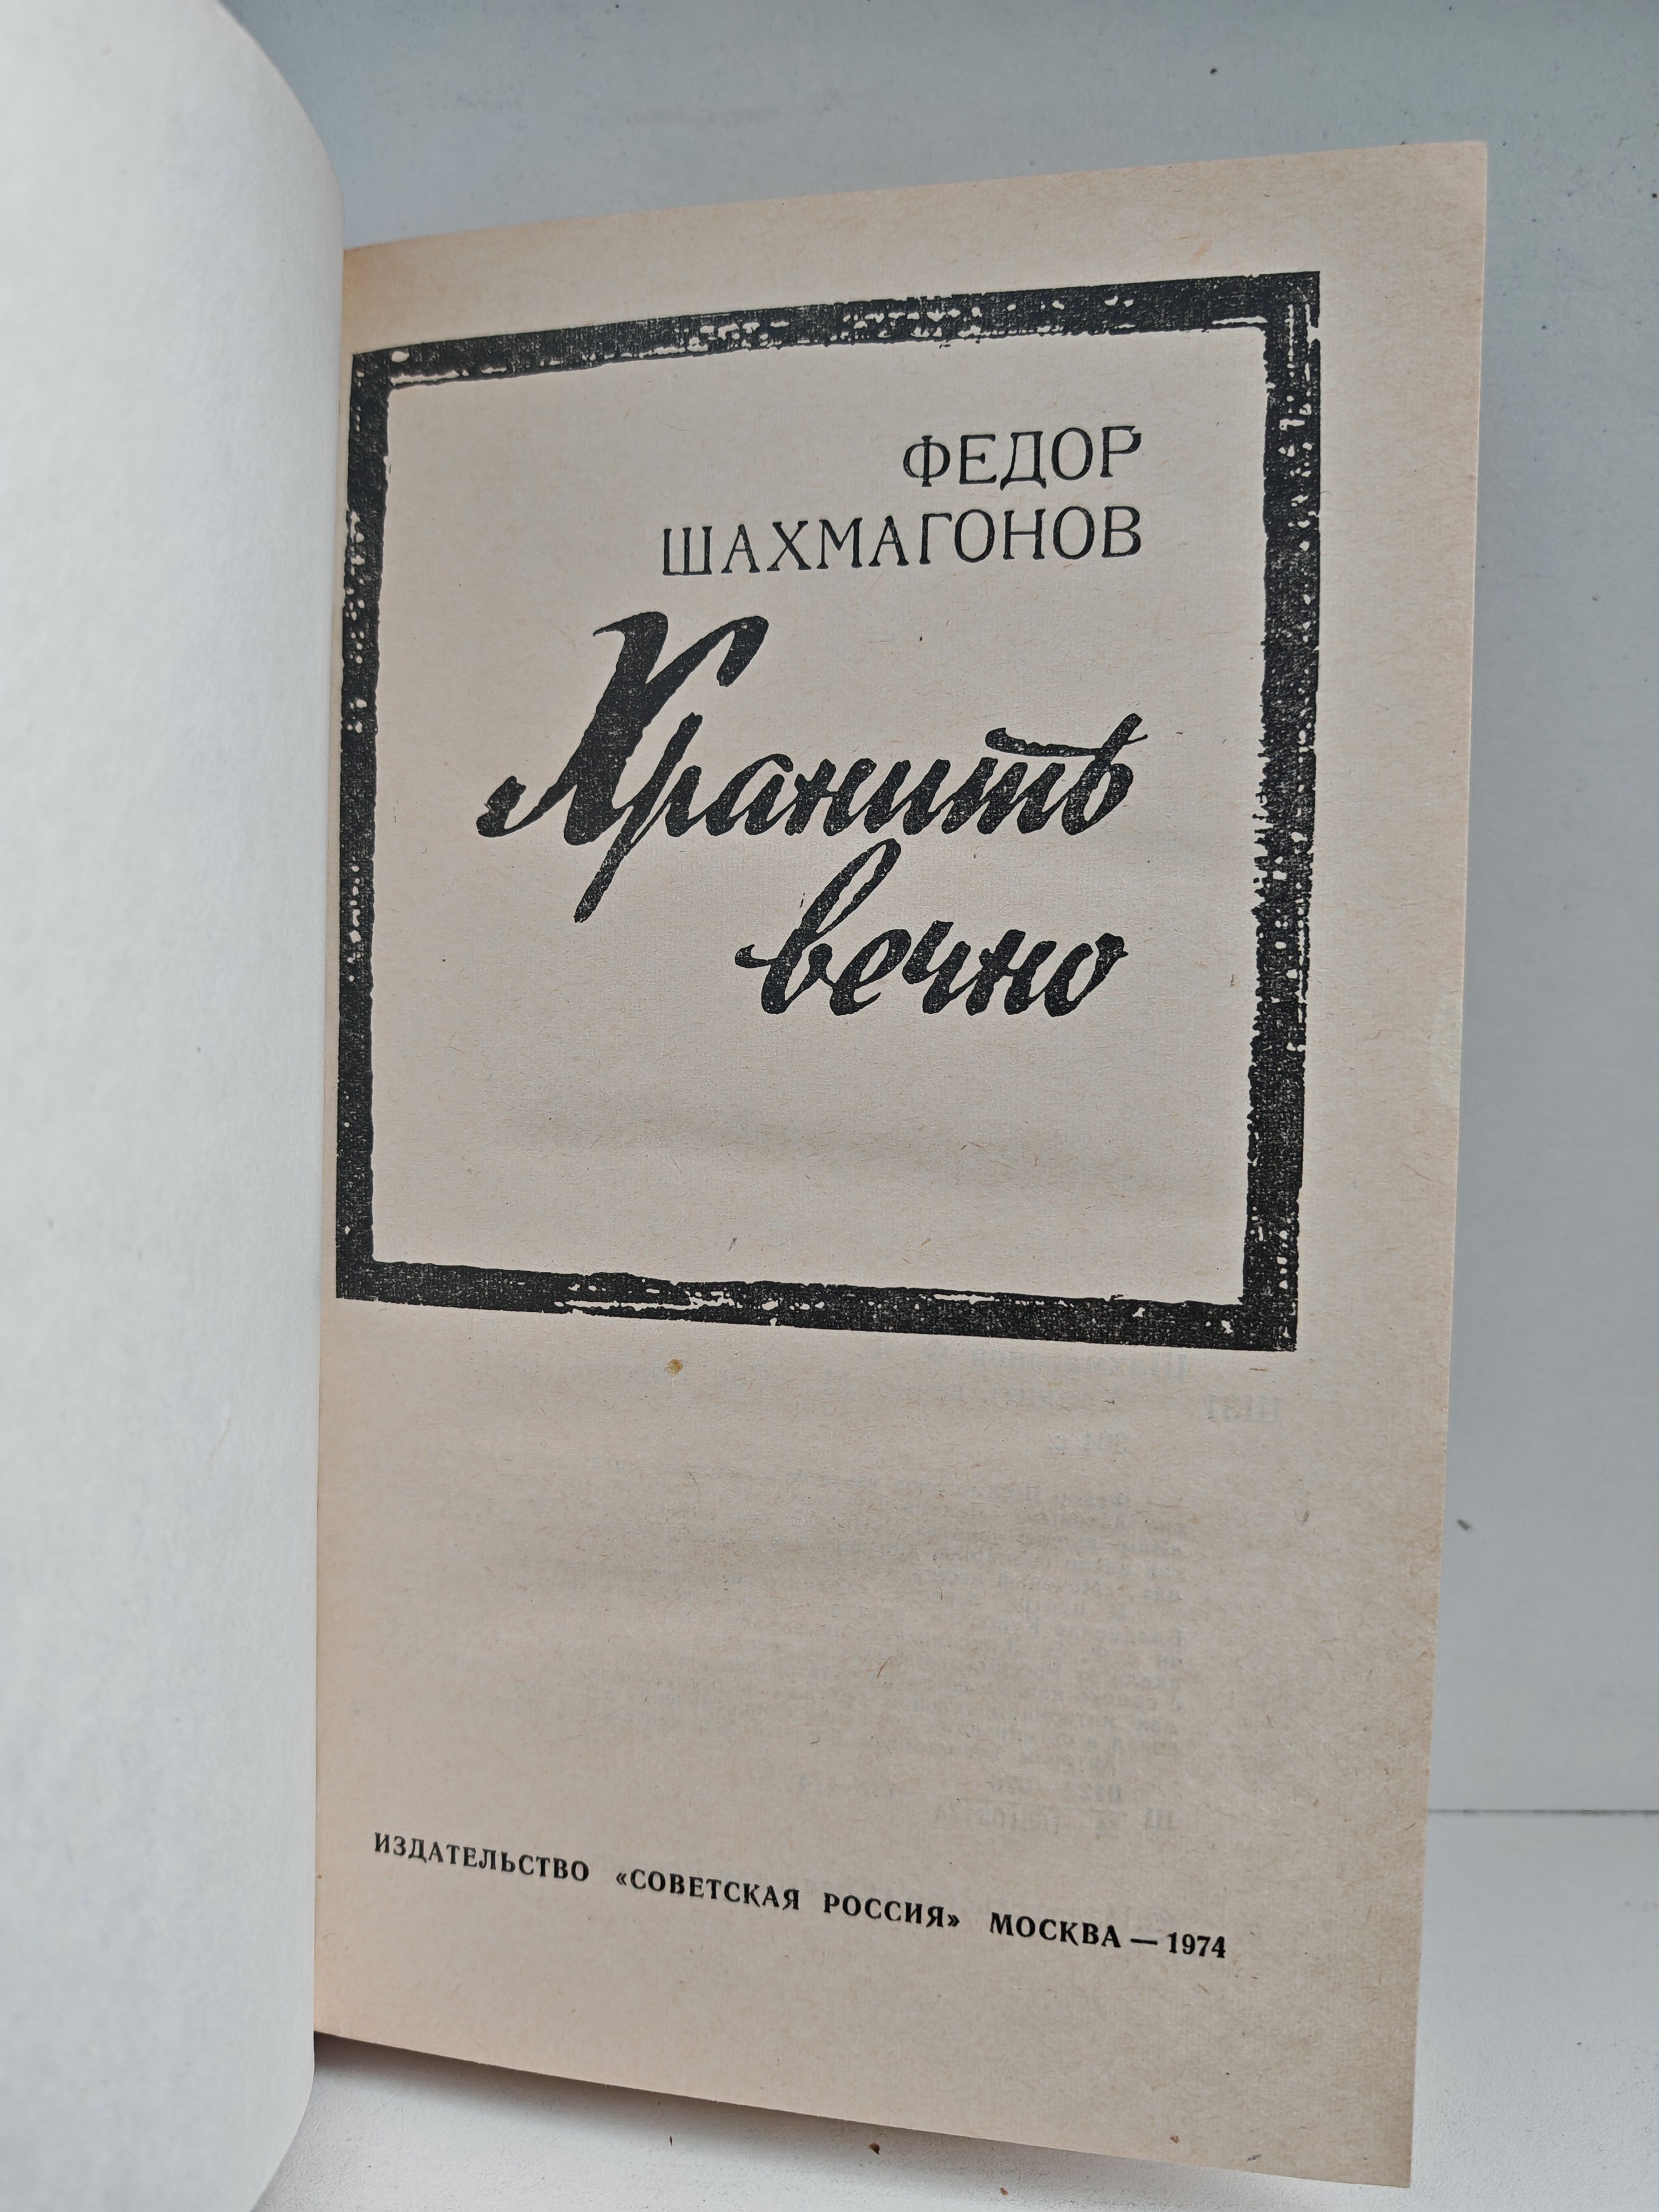 ФЕДОР
ШАХМАГОНОВ
Хранить
вечно
ИЗДАТЕЛЬСТВО «СОВЕТСКАЯ РОССИЯ» МОСКВА — 1974